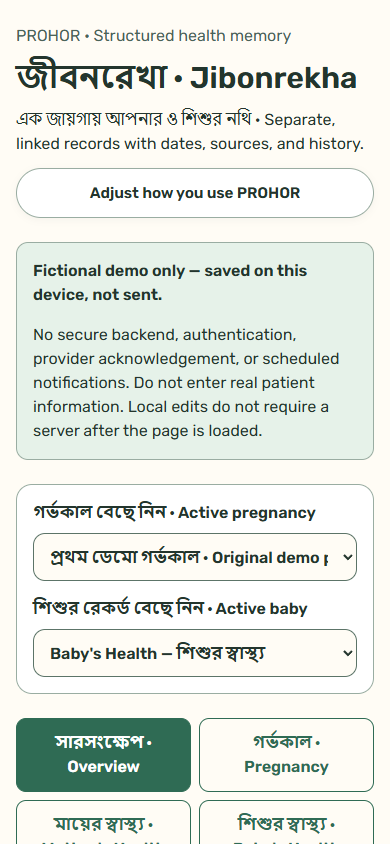 PROHOR • Structured health memory
জীবনরেখা • Jibonrekha
এক জায়গায় আপনার ও শিশুর নথি • Separate,
linked records with dates, sources, and history.
Adjust how you use PROHOR
Fictional demo only — saved on this
device, not sent.
No secure backend, authentication,
provider acknowledgement, or scheduled
notifications. Do not enter real patient
information. Local edits do not require a
server after the page is loaded.
গর্ভকাল বেছে নিন • Active pregnancy
প্রথম ডেমো গর্ভকাল • Original demo
শিশুর রেকর্ড বেছে নিন • Active baby
Baby's Health — শিশুর স্বাস্থ্য
সারসংক্ষেপ •
Overview
গর্ভকাল •
Pregnancy
মায়ের স্বাস্থ্য •
শিশুর স্বাস্থ্য •